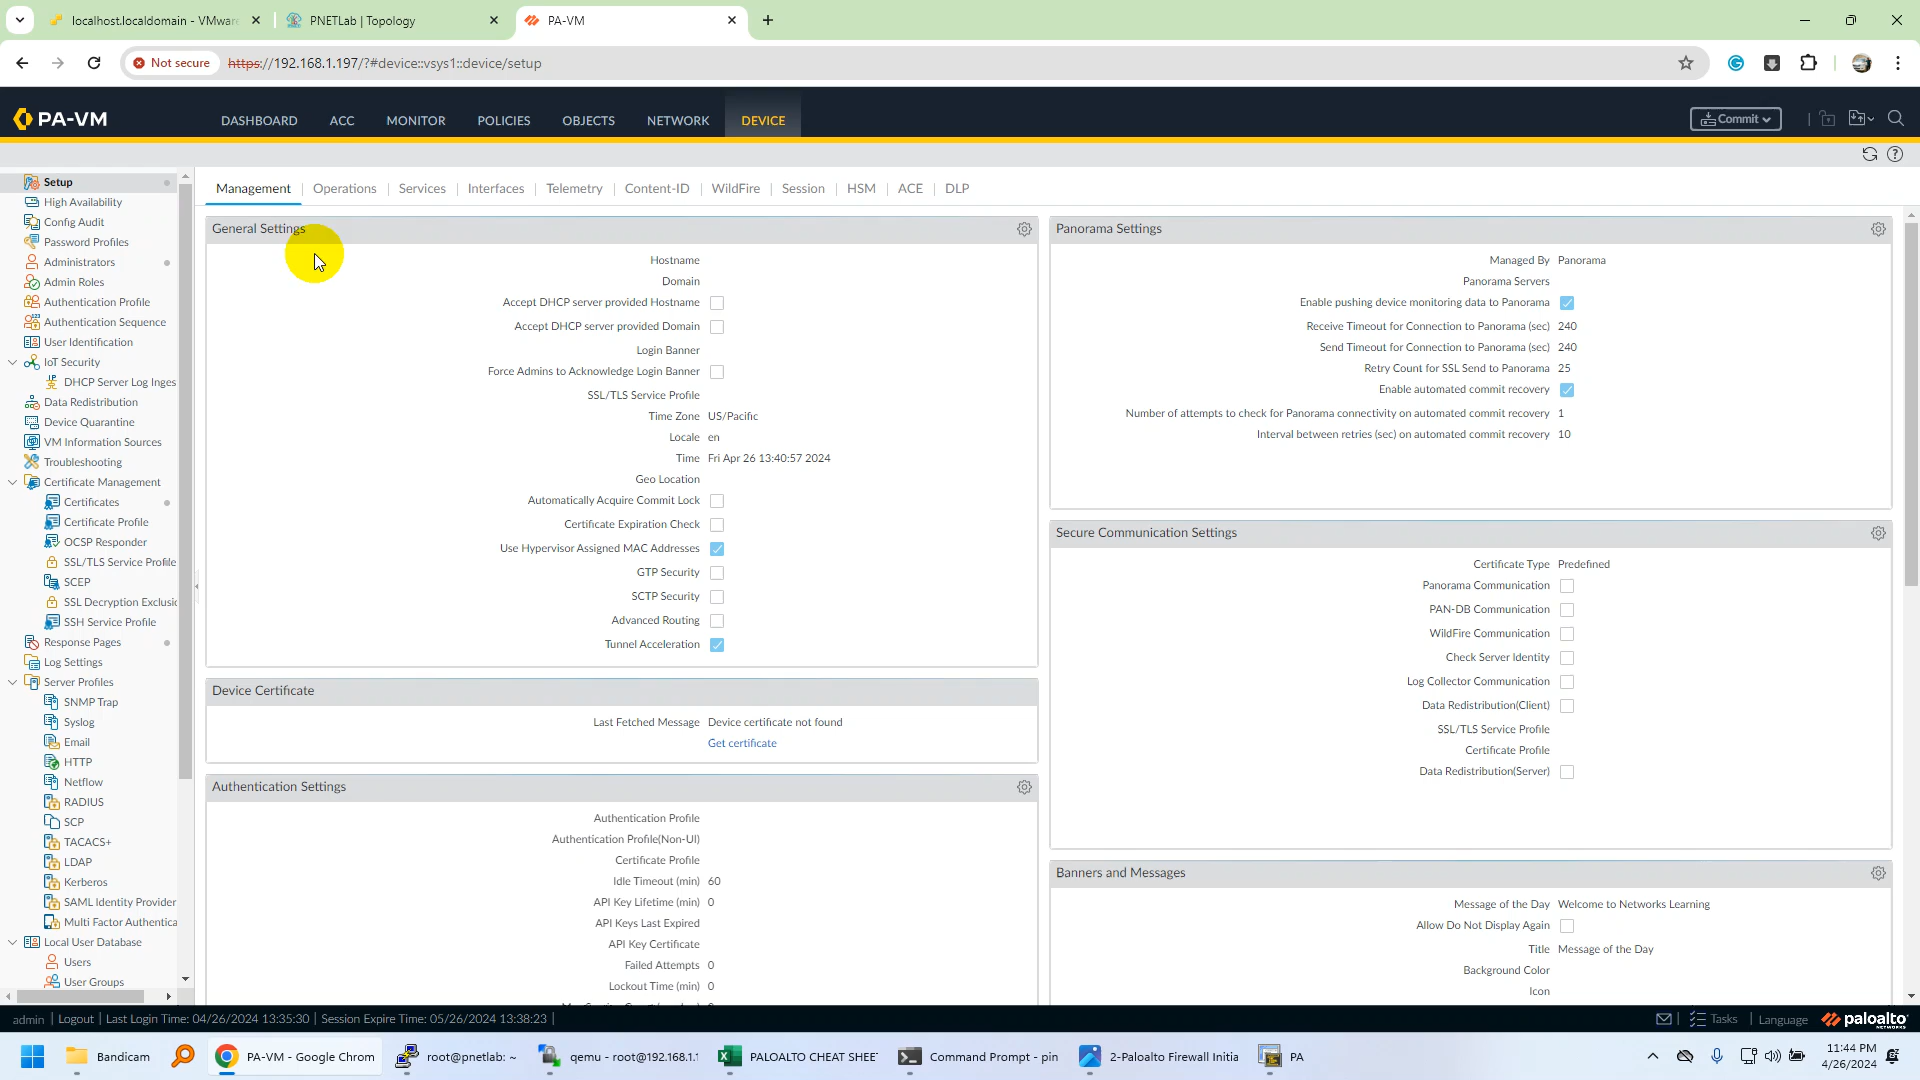 localhost.localdomain - VMware
PNETLab | Topology
PA-VM
Not secure
https://192.168.1.197/?#device::vsys1::device/setup
PA-VM
DASHBOARD
ACC
MONITOR
POLICIES
OBJECTS
NETWORK
DEVICE
Commit
Setup
High Availability
Config Audit
Password Profiles
Administrators
Admin Roles
Authentication Profile
Authentication Sequence
User Identification
IoT Security
DHCP Server Log Inges
Data Redistribution
Device Quarantine
VM Information Sources
Troubleshooting
Certificate Management
Certificates
Certificate Profile
OCSP Responder
SSL/TLS Service Profile
SCEP
SSL Decryption Exclusio
SSH Service Profile
Response Pages
Log Settings
Server Profiles
SNMP Trap
Syslog
Email
HTTP
Netflow
RADIUS
SCP
TACACS+
LDAP
Kerberos
SAML Identity Provider
Multi Factor Authentica
Local User Database
Users
User Groups
Management
Operations
Services
Interfaces
Telemetry
Content-ID
WildFire
Session
HSM
ACE
DLP
General Settings
Hostname
Domain
Accept DHCP server provided Hostname
Accept DHCP server provided Domain
Login Banner
Force Admins to Acknowledge Login Banner
SSL/TLS Service Profile
Time Zone US/Pacific
Locale en
Time Fri Apr 26 13:40:57 2024
Geo Location
Automatically Acquire Commit Lock
Certificate Expiration Check
Use Hypervisor Assigned MAC Addresses
GTP Security
SCTP Security
Advanced Routing
Tunnel Acceleration
Device Certificate
Last Fetched Message Device certificate not found
Get certificate
Authentication Settings
Authentication Profile
Authentication Profile(Non-UI)
Certificate Profile
Idle Timeout (min) 60
API Key Lifetime (min) 0
API Keys Last Expired
API Key Certificate
Failed Attempts 0
Lockout Time (min) 0
Panorama Settings
Managed By Panorama
Panorama Servers
Enable pushing device monitoring data to Panorama
Receive Timeout for Connection to Panorama (sec) 240
Send Timeout for Connection to Panorama (sec) 240
Retry Count for SSL Send to Panorama 25
Enable automated commit recovery
Number of attempts to check for Panorama connectivity on automated commit recovery 1
Interval between retries (sec) on automated commit recovery 10
Secure Communication Settings
Certificate Type Predefined
Panorama Communication
PAN-DB Communication
WildFire Communication
Check Server Identity
Log Collector Communication
Data Redistribution(Client)
SSL/TLS Service Profile
Certificate Profile
Data Redistribution(Server)
Banners and Messages
Message of the Day Welcome to Networks Learning
Allow Do Not Display Again
Title Message of the Day
Background Color
Icon
admin | Logout | Last Login Time: 04/26/2024 13:35:30 | Session Expire Time: 05/26/2024 13:38:23 |
Tasks | Language
paloalto
NETWORKS
Bandicam
PA-VM - Google Chrom
root@pnetlab: ~
qemu - root@192.168.1.1
PALOALTO CHEAT SHEE
Command Prompt - pin
2-Paloalto Firewall Initia
PA
11:44 PM
4/26/2024